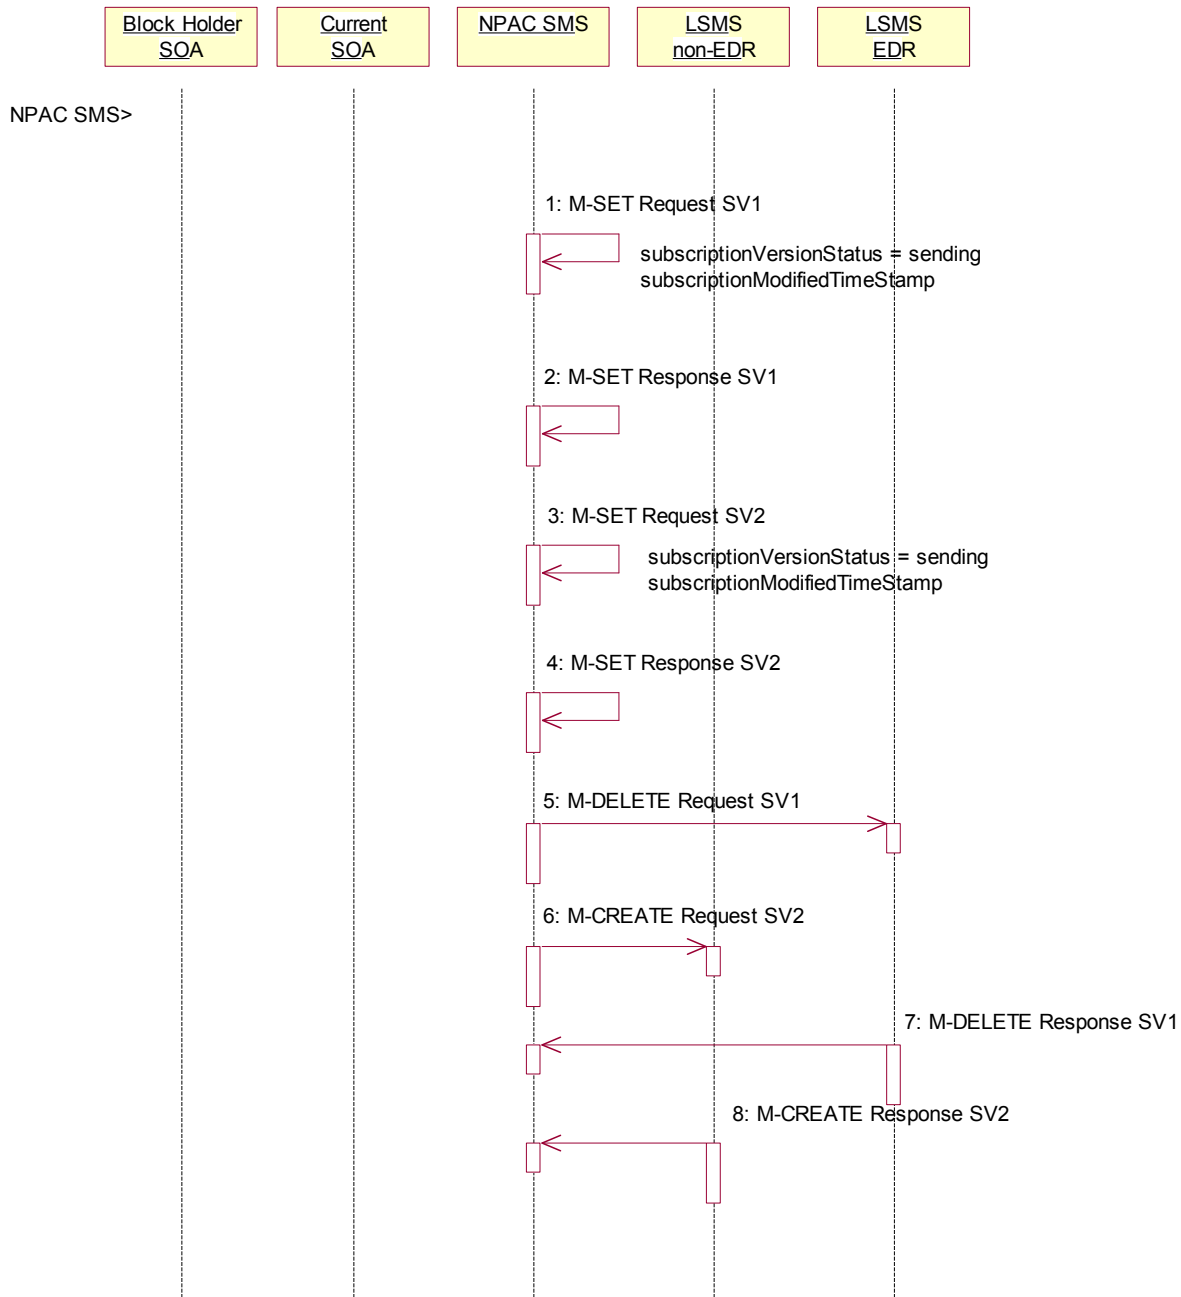 Block Holder
SOA
Current
SOA
NPAC SMS
LSMS
non-EDR
LSMS
EDR
NPAC SMS>
1: M-SET Request SV1
subscriptionVersionStatus = sending
subscriptionModifiedTimeStamp
2: M-SET Response SV1
3: M-SET Request SV2
subscriptionVersionStatus = sending
subscriptionModifiedTimeStamp
4: M-SET Response SV2
5: M-DELETE Request SV1
6: M-CREATE Request SV2
7: M-DELETE Response SV1
8: M-CREATE Response SV2